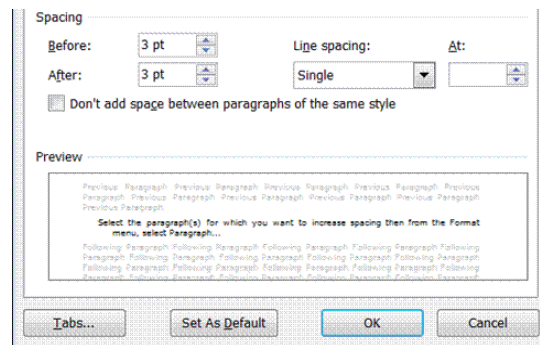 Spacing
Before: 3 pt Line spacing: At:
After: 3 pt Single
Don't add space between paragraphs of the same style
Preview
Previous Paragraph Previous Paragraph Previous Paragraph Previous Paragraph Previous
Paragraph Previous Paragraph Previous Paragraph Previous Paragraph Previous Paragraph
Previous Paragraph
Select the paragraph(s) for which you want to increase spacing then from the Format
menu, select Paragraph...
Following Paragraph Following Paragraph Following Paragraph Following Paragraph Following
Paragraph Following Paragraph Following Paragraph Following Paragraph Following Paragraph
Following Paragraph Following Paragraph Following Paragraph Following Paragraph Following
Paragraph Following Paragraph Following Paragraph Following Paragraph Following Paragraph
Tabs... Set As Default OK Cancel